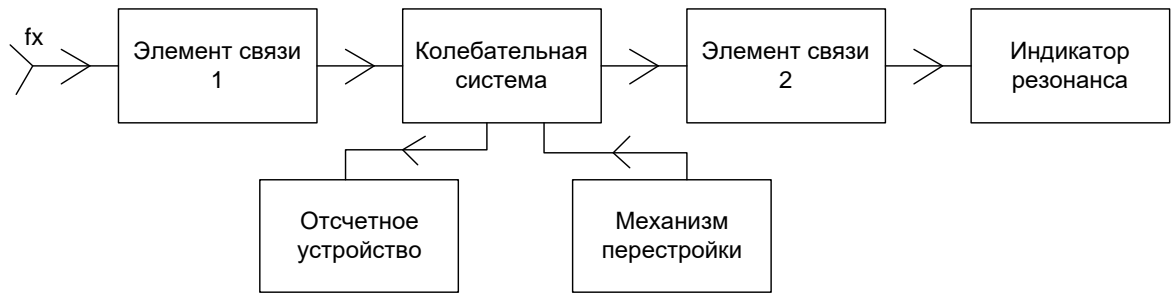 fx
Элемент связи
1
Колебательная
система
Элемент связи
2
Индикатор
резонанса
Отсчетное
устройство
Механизм
перестройки